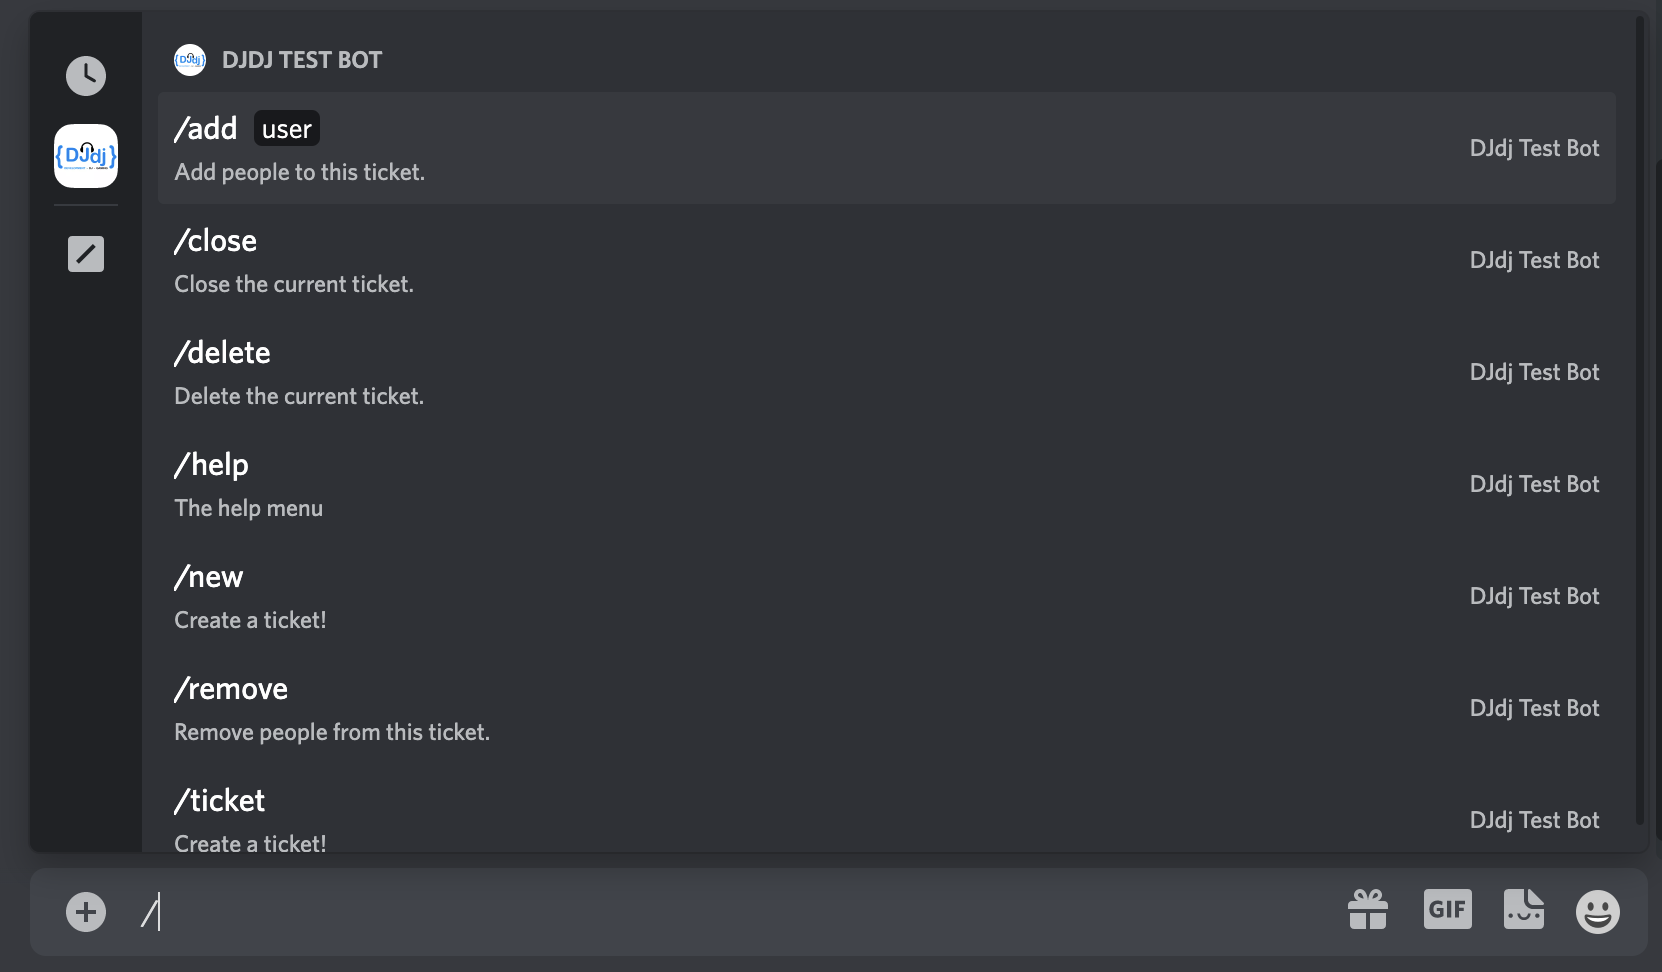 {DJdj}
DJDJ TEST BOT
/add user
Add people to this ticket.
DJdj Test Bot
{DJdj}
/close
Close the current ticket.
DJdj Test Bot
/delete
Delete the current ticket.
DJdj Test Bot
/help
The help menu
DJdj Test Bot
/new
Create a ticket!
DJdj Test Bot
/remove
Remove people from this ticket.
DJdj Test Bot
/ticket
Create a ticket!
DJdj Test Bot
/
GIF